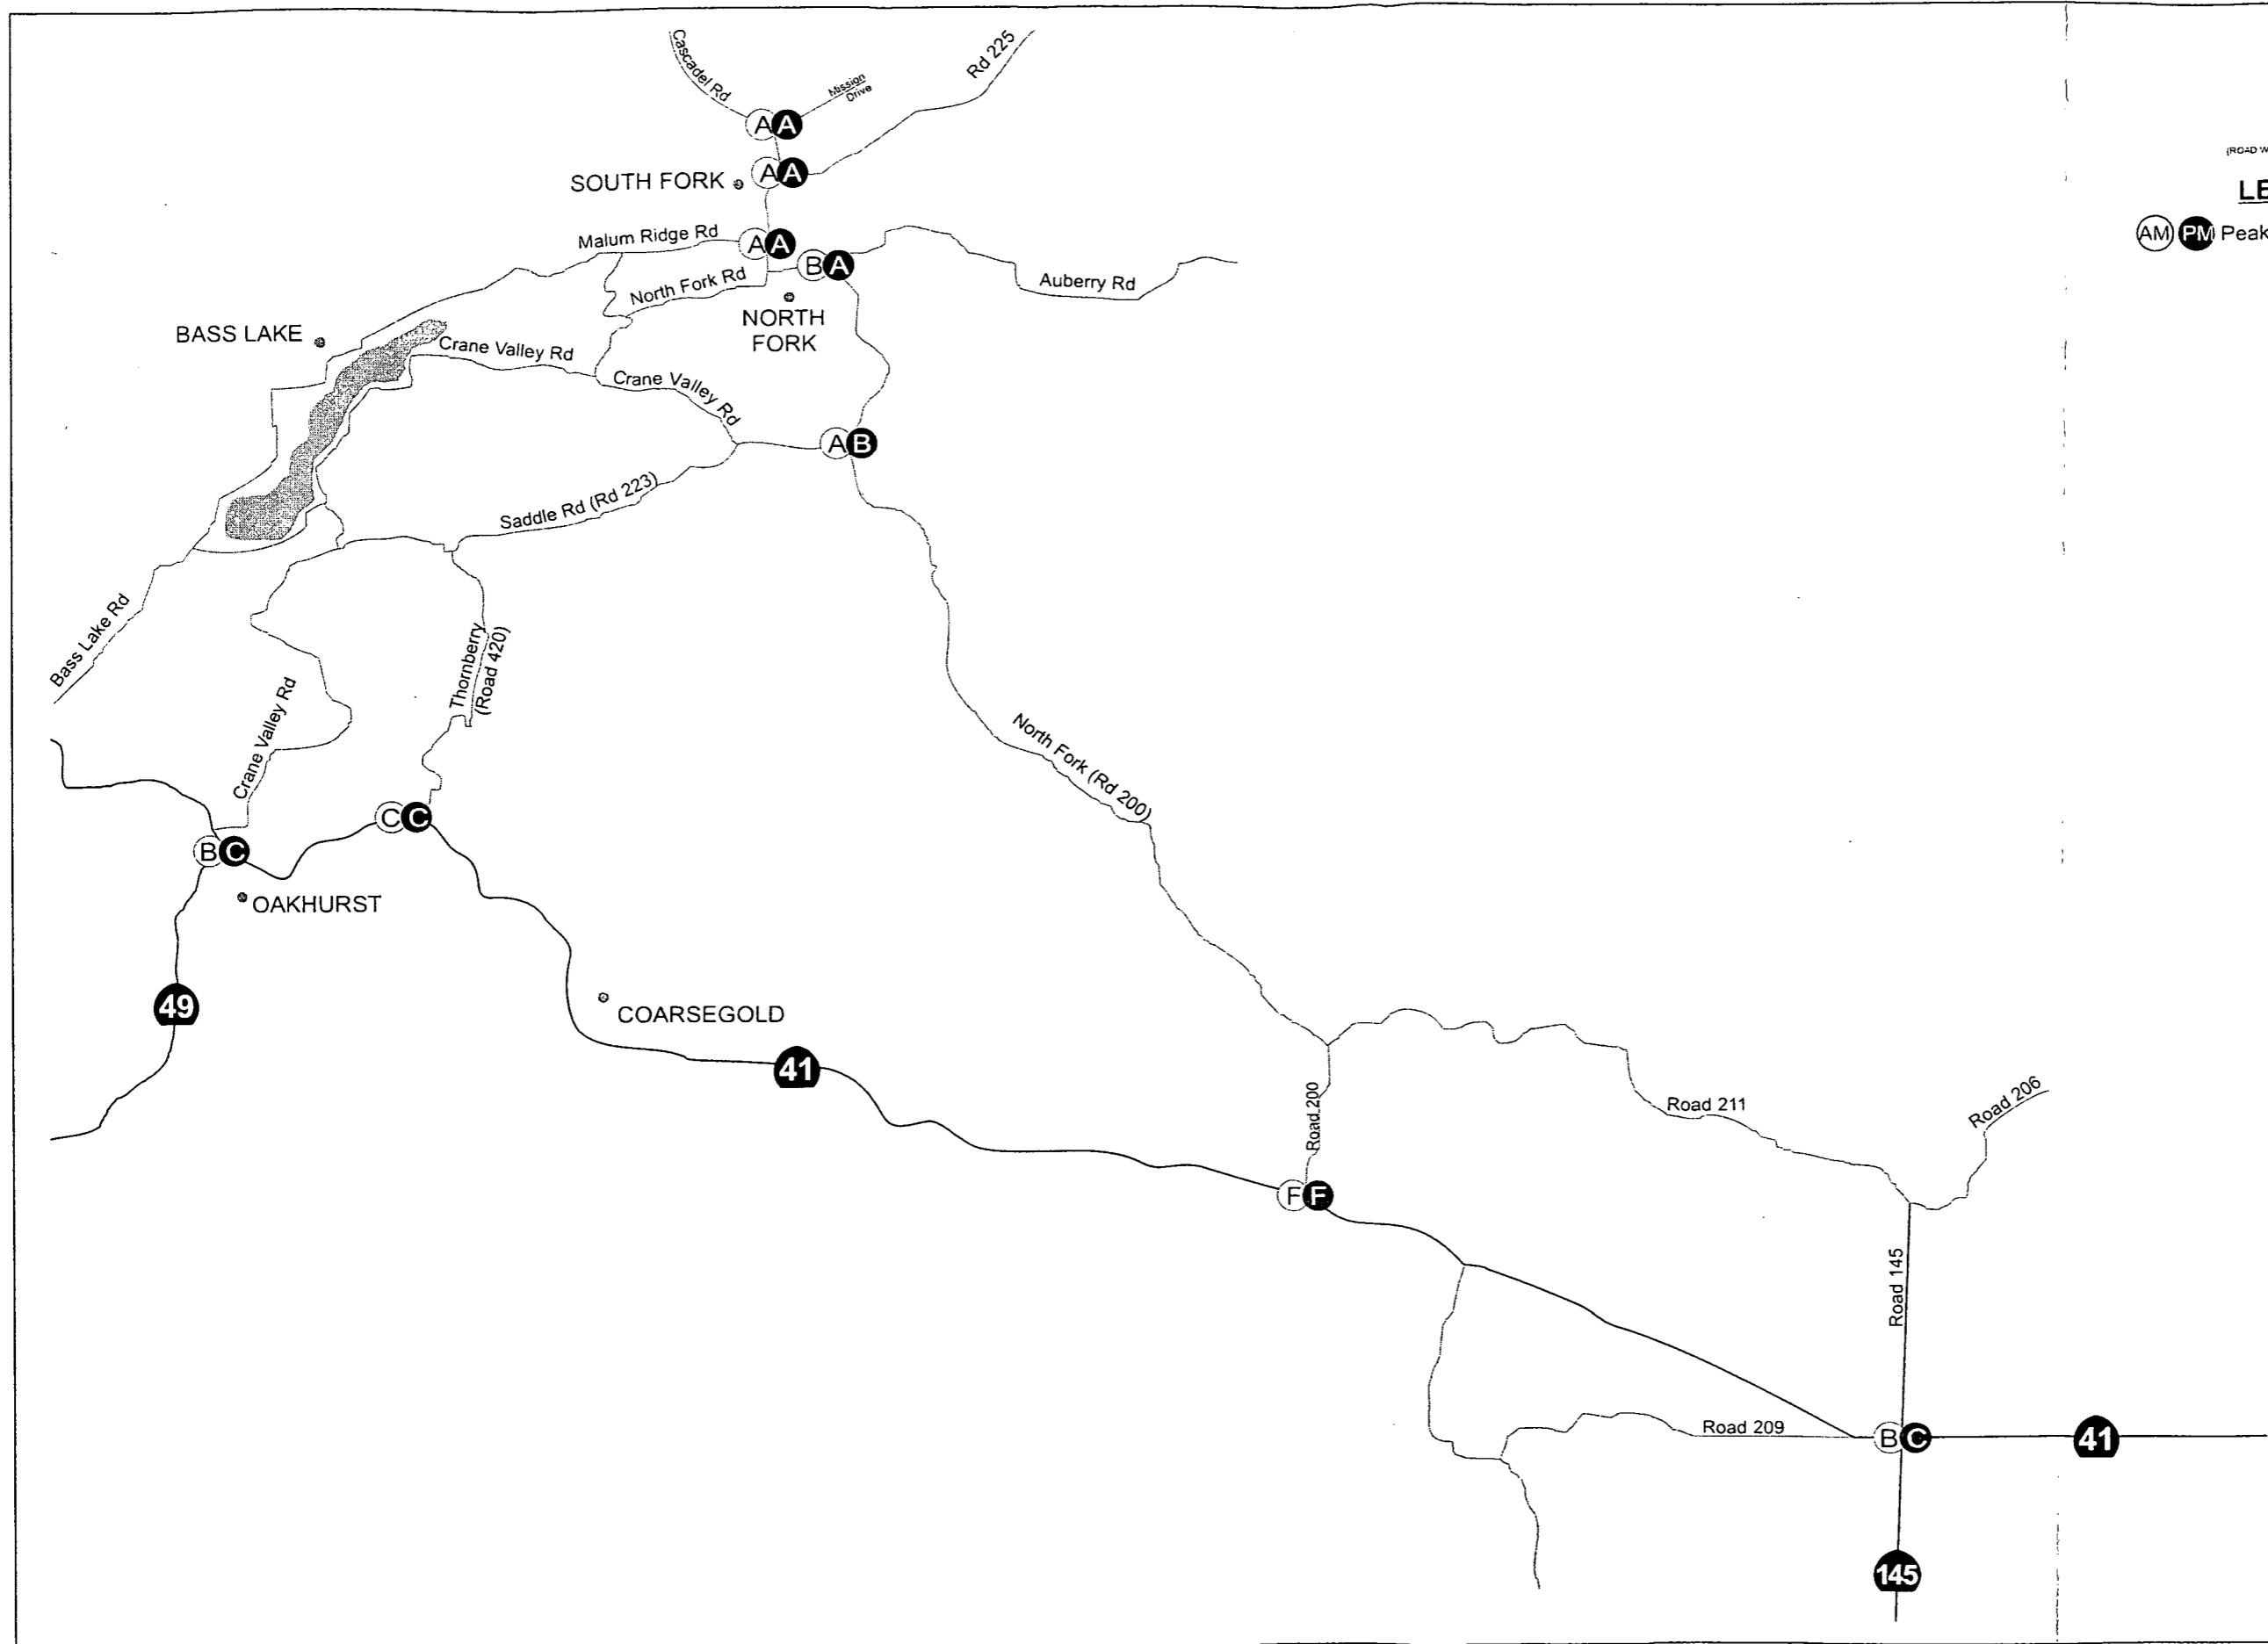 Cascadel Rd
Mission
Drive
Rd 225
A A
SOUTH FORK
A A
(ROAD W
LE
AM PM Peak
Malum Ridge Rd
A A
B A
North Fork Rd
Auberry Rd
NORTH
FORK
BASS LAKE
Crane Valley Rd
Crane Valley Rd
A B
Saddle Rd (Rd 223)
Bass Lake Rd
Thornberry
(Road 420)
Crane Valley Rd
North Fork (Rd 200)
C C
B C
OAKHURST
49
COARSEGOLD
41
Road 200
Road 211
Road 206
F F
Road 145
Road 209
B C
41
145